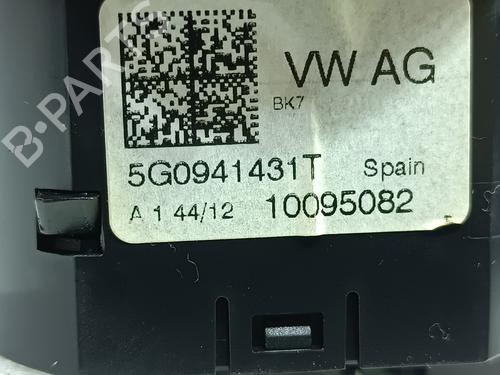 VW AG
BK7
5G0941431T Spain
A 1 44/12 10095082
T
B-PARTS